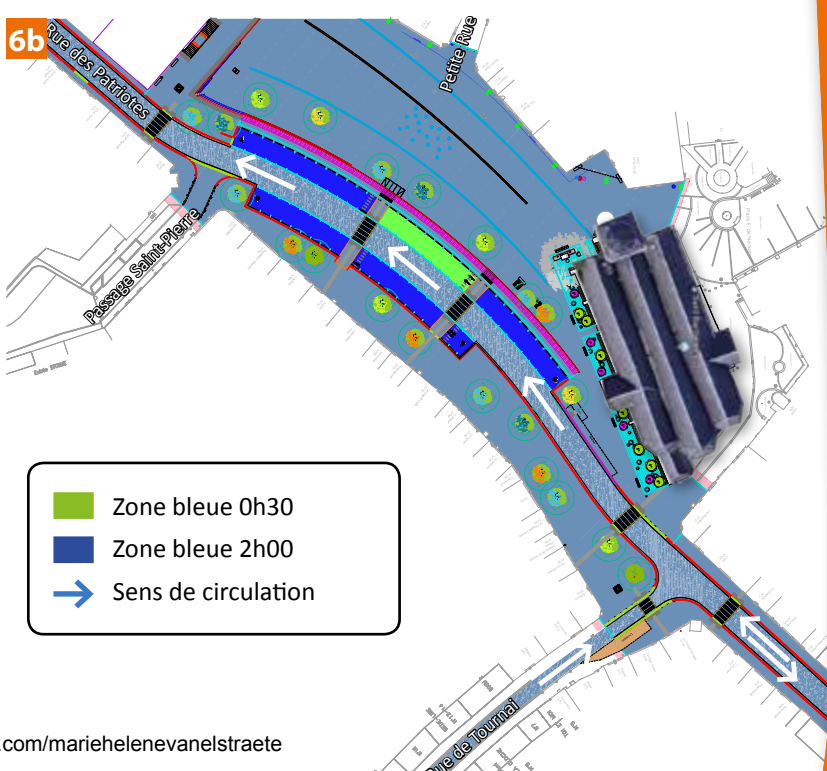 6b
Rue des Patriotes
Petite Rue
Passage Saint-Pierre
Zone bleue 0h30
Zone bleue 2h00
Sens de circulation
Rue de Tournai
.com/mariehelenevanelstraete